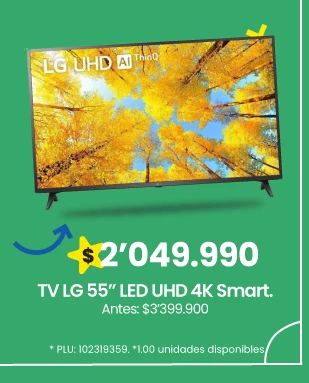 LG UHD AI ThinQ
$2’049.990
TV LG 55” LED UHD 4K Smart.
Antes: $3’399.900
* PLU: 102319359. *1.00 unidades disponibles